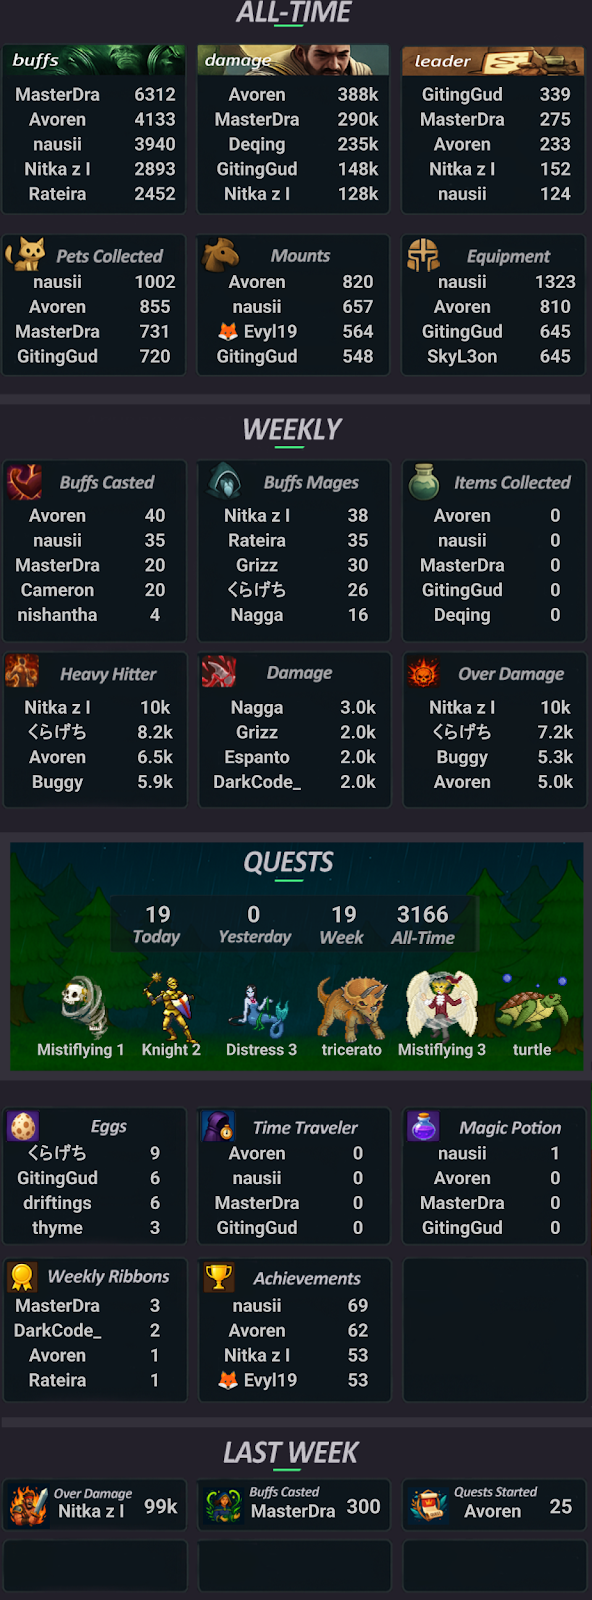 ALL-TIME
buffs damage leader
MasterDra 6312 Avoren 388k GitingGud 339
Avoren 4133 MasterDra 290k MasterDra 275
nausii 3940 Deqing 235k Avoren 233
Nitka z l 2893 GitingGud 148k Nitka z l 152
Rateira 2452 Nitka z l 128k nausii 124
Pets Collected Mounts Equipment
nausii 1002 Avoren 820 nausii 1323
Avoren 855 nausii 657 Avoren 810
MasterDra 731 🦊 Evyl19 564 GitingGud 645
GitingGud 720 GitingGud 548 SkyL3on 645
WEEKLY
Buffs Casted Buffs Mages Items Collected
Avoren 40 Nitka z l 38 Avoren 0
nausii 35 Rateira 35 nausii 0
MasterDra 20 Grizz 30 MasterDra 0
Cameron 20 くらげち 26 GitingGud 0
nishantha 4 Nagga 16 Deqing 0
Heavy Hitter Damage Over Damage
Nitka z l 10k Nagga 3.0k Nitka z l 10k
くらげち 8.2k Grizz 2.0k くらげち 7.2k
Avoren 6.5k Espanto 2.0k Buggy 5.3k
Buggy 5.9k DarkCode_ 2.0k Avoren 5.0k
QUESTS
19 0 19 3166
Today Yesterday Week All-Time
Mistiflying 1 Knight 2 Distress 3 tricerato Mistiflying 3 turtle
Eggs Time Traveler Magic Potion
くらげち 9 Avoren 0 nausii 1
GitingGud 6 nausii 0 Avoren 0
driftings 6 MasterDra 0 MasterDra 0
thyme 3 GitingGud 0 GitingGud 0
Weekly Ribbons Achievements
MasterDra 3 nausii 69
DarkCode_ 2 Avoren 62
Avoren 1 Nitka z l 53
Rateira 1 🦊 Evyl19 53
LAST WEEK
Over Damage Buffs Casted Quests Started
Nitka z l 99k MasterDra 300 Avoren 25